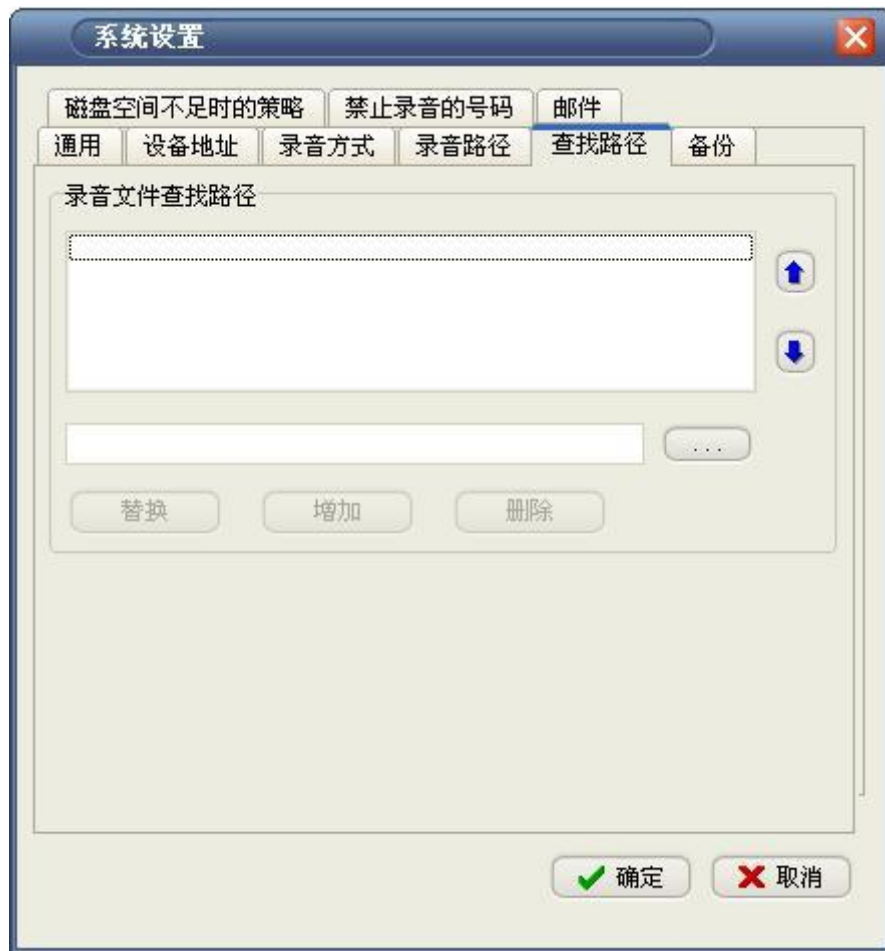 系统设置
磁盘空间不足时的策略 禁止录音的号码 邮件
通用 设备地址 录音方式 录音路径 查找路径 备份
录音文件查找路径
...
替换 增加 删除
确定 取消